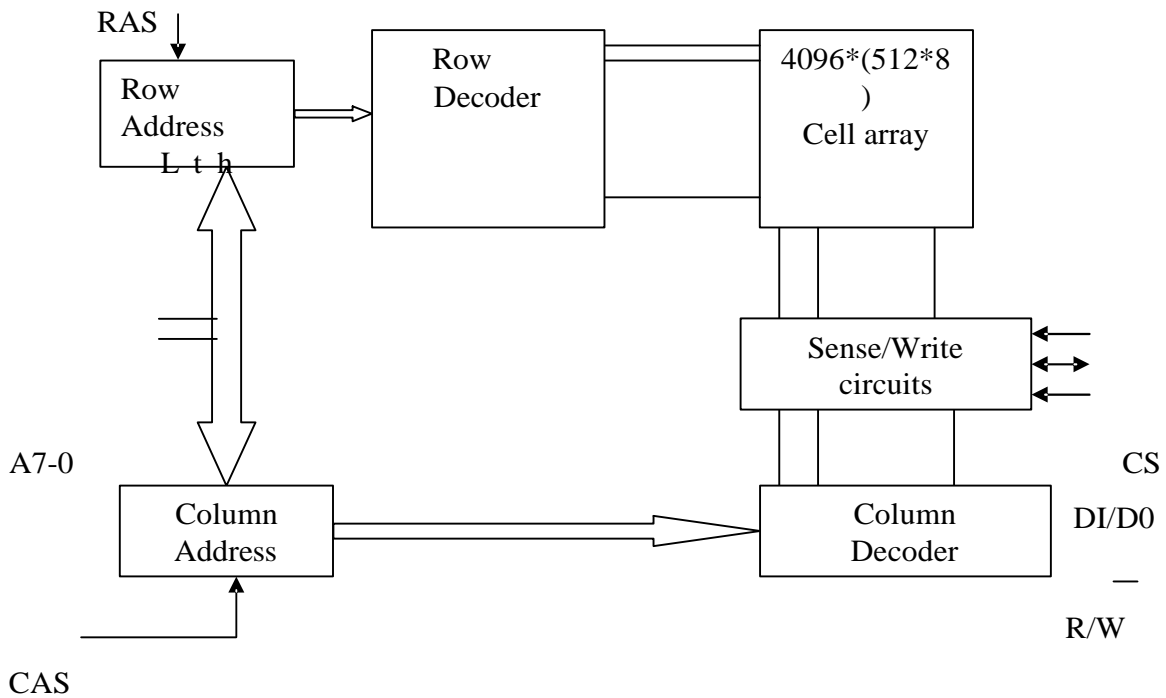 RAS
Row
Address
L t h
Row
Decoder
4096*(512*8
)
Cell array
Sense/Write
circuits
A7-0
CS
Column
Address
Column
Decoder
DI/D0
R/W
CAS